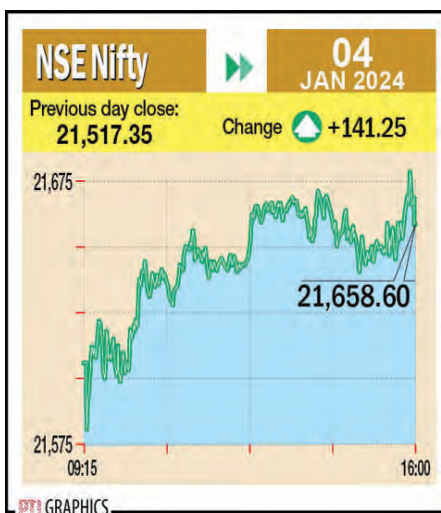 NSE Nifty
04
JAN 2024
Previous day close:
21,517.35
Change +141.25
21,675
21,658.60
21,575
09:15
16:00
PTI GRAPHICS